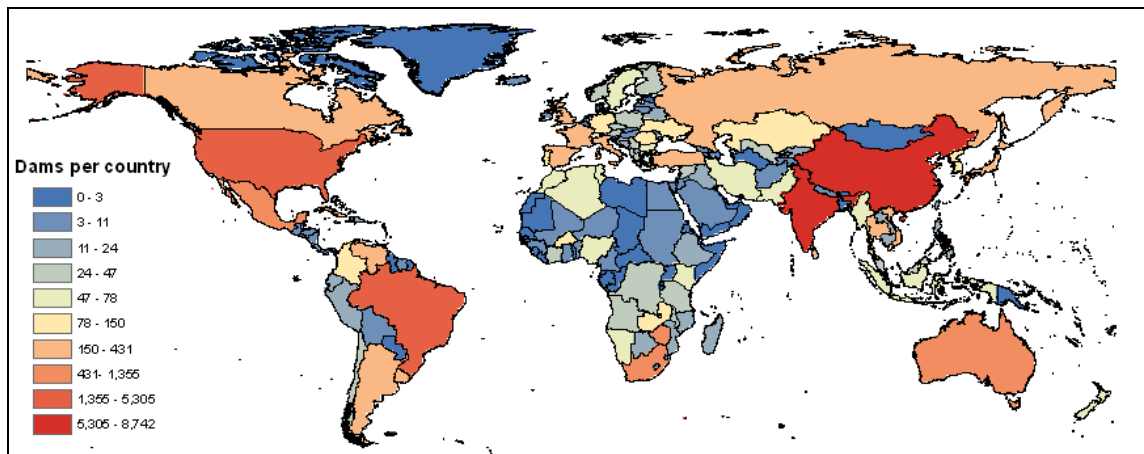 Dams per country
0 - 3
3 - 11
11 - 24
24 - 47
47 - 78
78 - 150
150 - 431
431- 1,355
1,355 - 5,305
5,305 - 8,742